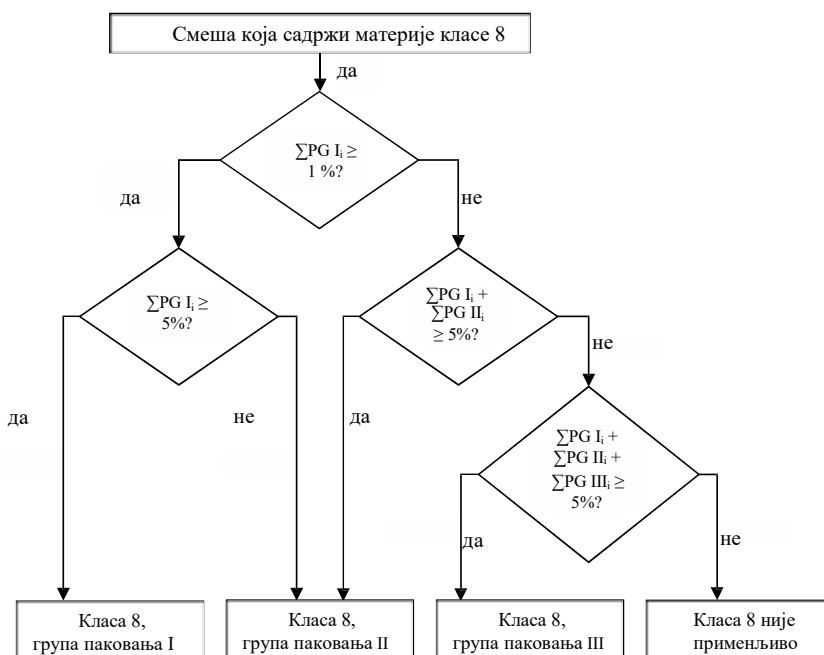 Смеша која садржи материје класе 8
да
∑PG Iᵢ ≥
1 %?
да
не
∑PG Iᵢ ≥
5%?
∑PG Iᵢ +
∑PG IIᵢ
≥ 5%?
не
да
не
да
∑PG Iᵢ +
∑PG IIᵢ +
∑PG IIIᵢ ≥
5%?
да
не
Класа 8,
група паковања I
Класа 8,
група паковања II
Класа 8,
група паковања III
Класа 8 није
применљиво